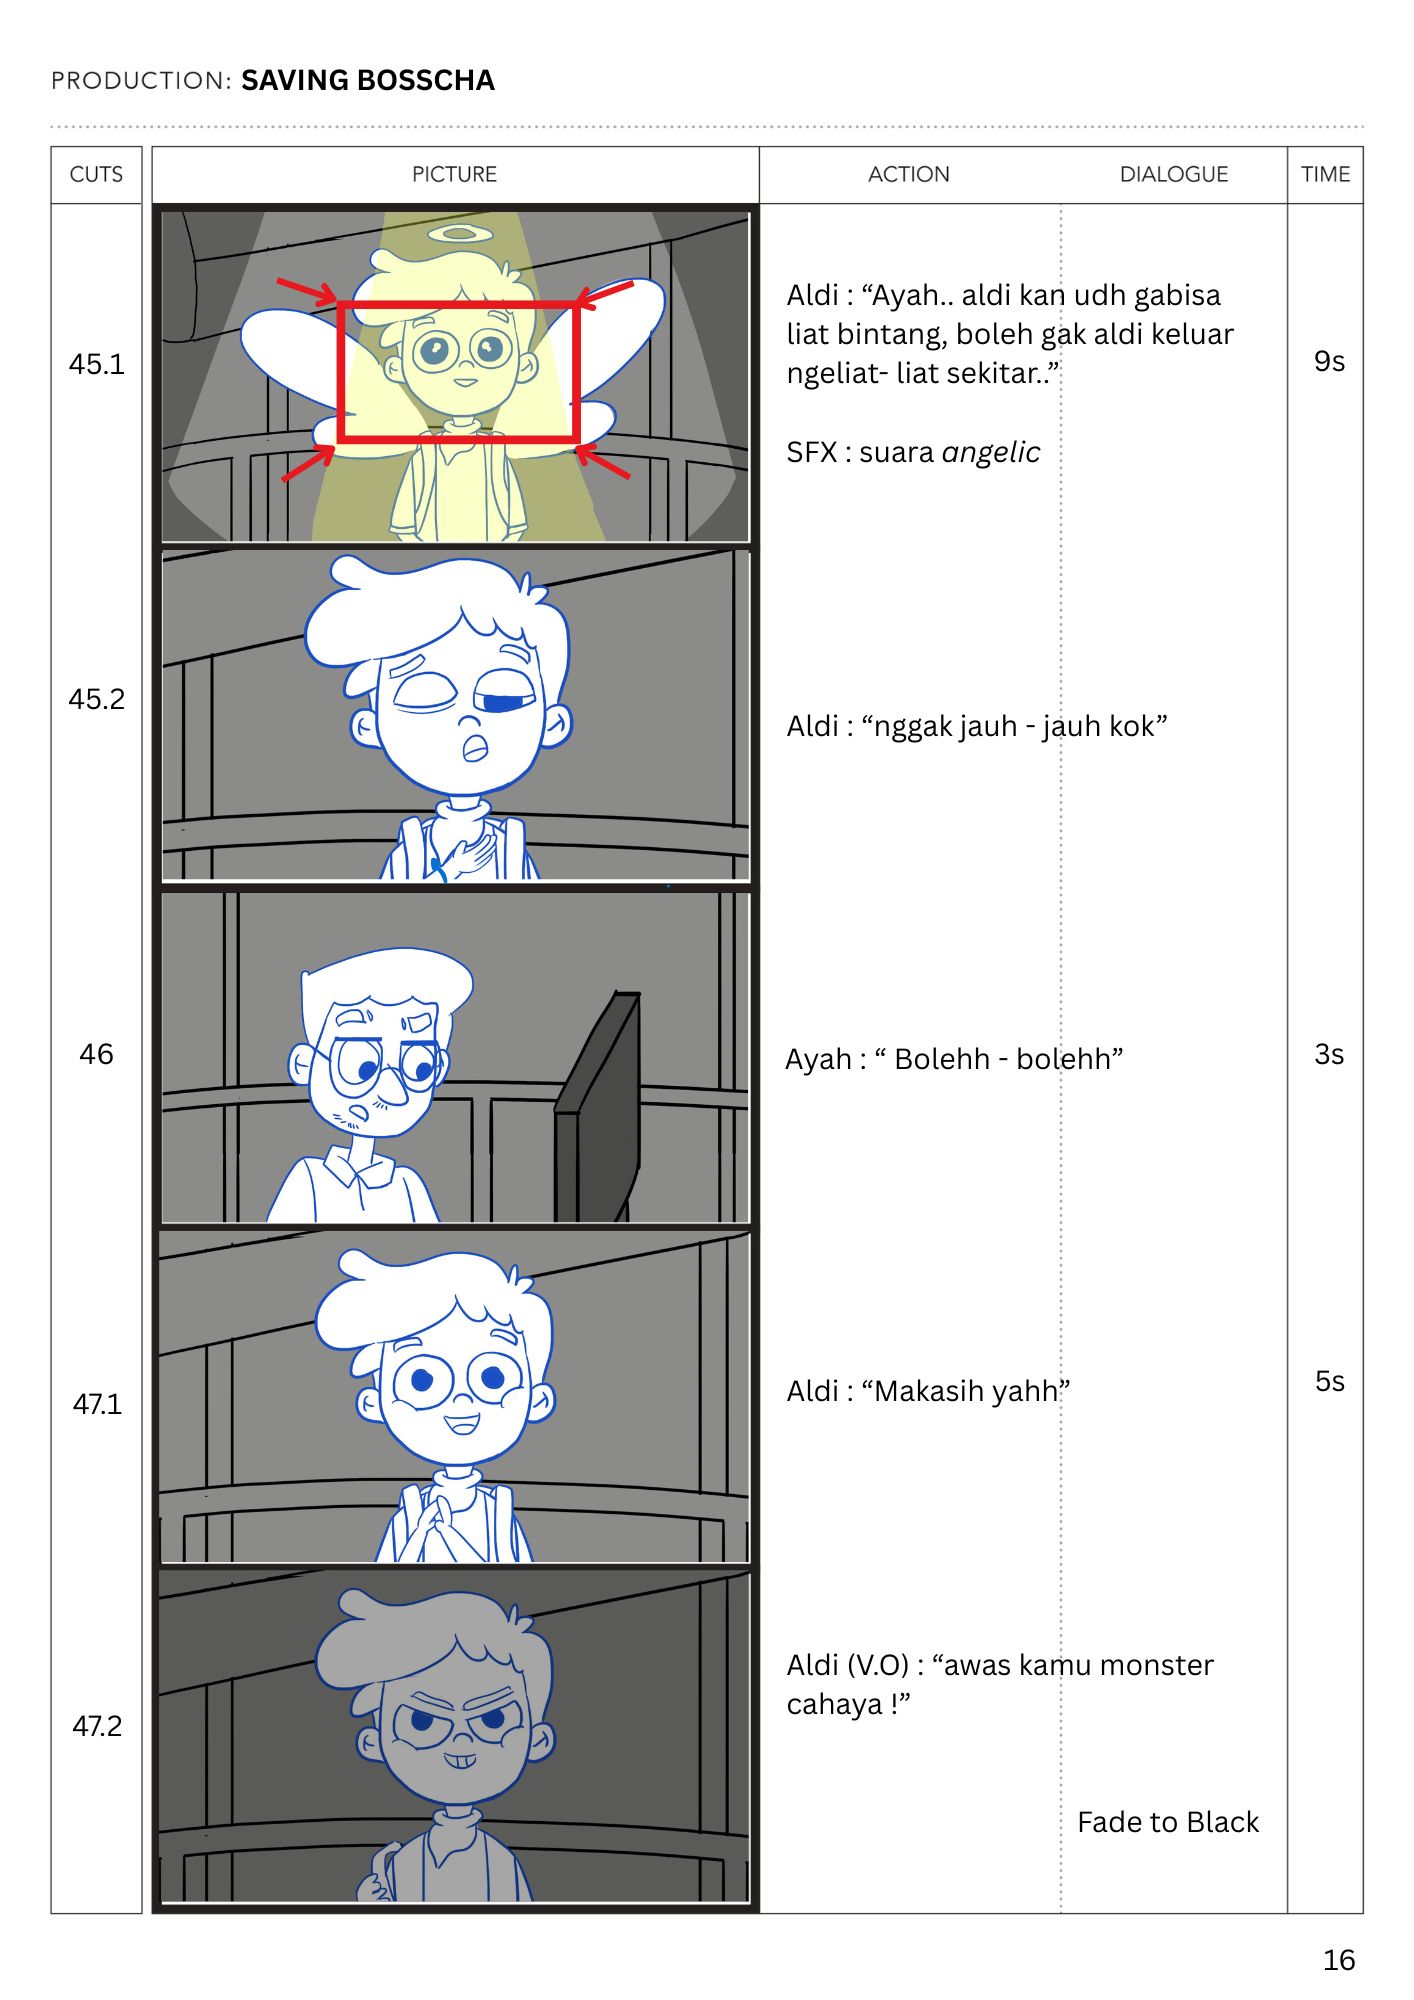 PRODUCTION: SAVING BOSSCHA
CUTS PICTURE ACTION DIALOGUE TIME
45.1
Aldi : “Ayah.. aldi kan udh gabisa
liat bintang, boleh gak aldi keluar
ngeliat- liat sekitar..”
SFX : suara angelic
9s
45.2
Aldi : “nggak jauh - jauh kok”
46
Ayah : “ Bolehh - bolehh”
3s
47.1
Aldi : “Makasih yahh”
5s
47.2
Aldi (V.O) : “awas kamu monster
cahaya !”
Fade to Black
16